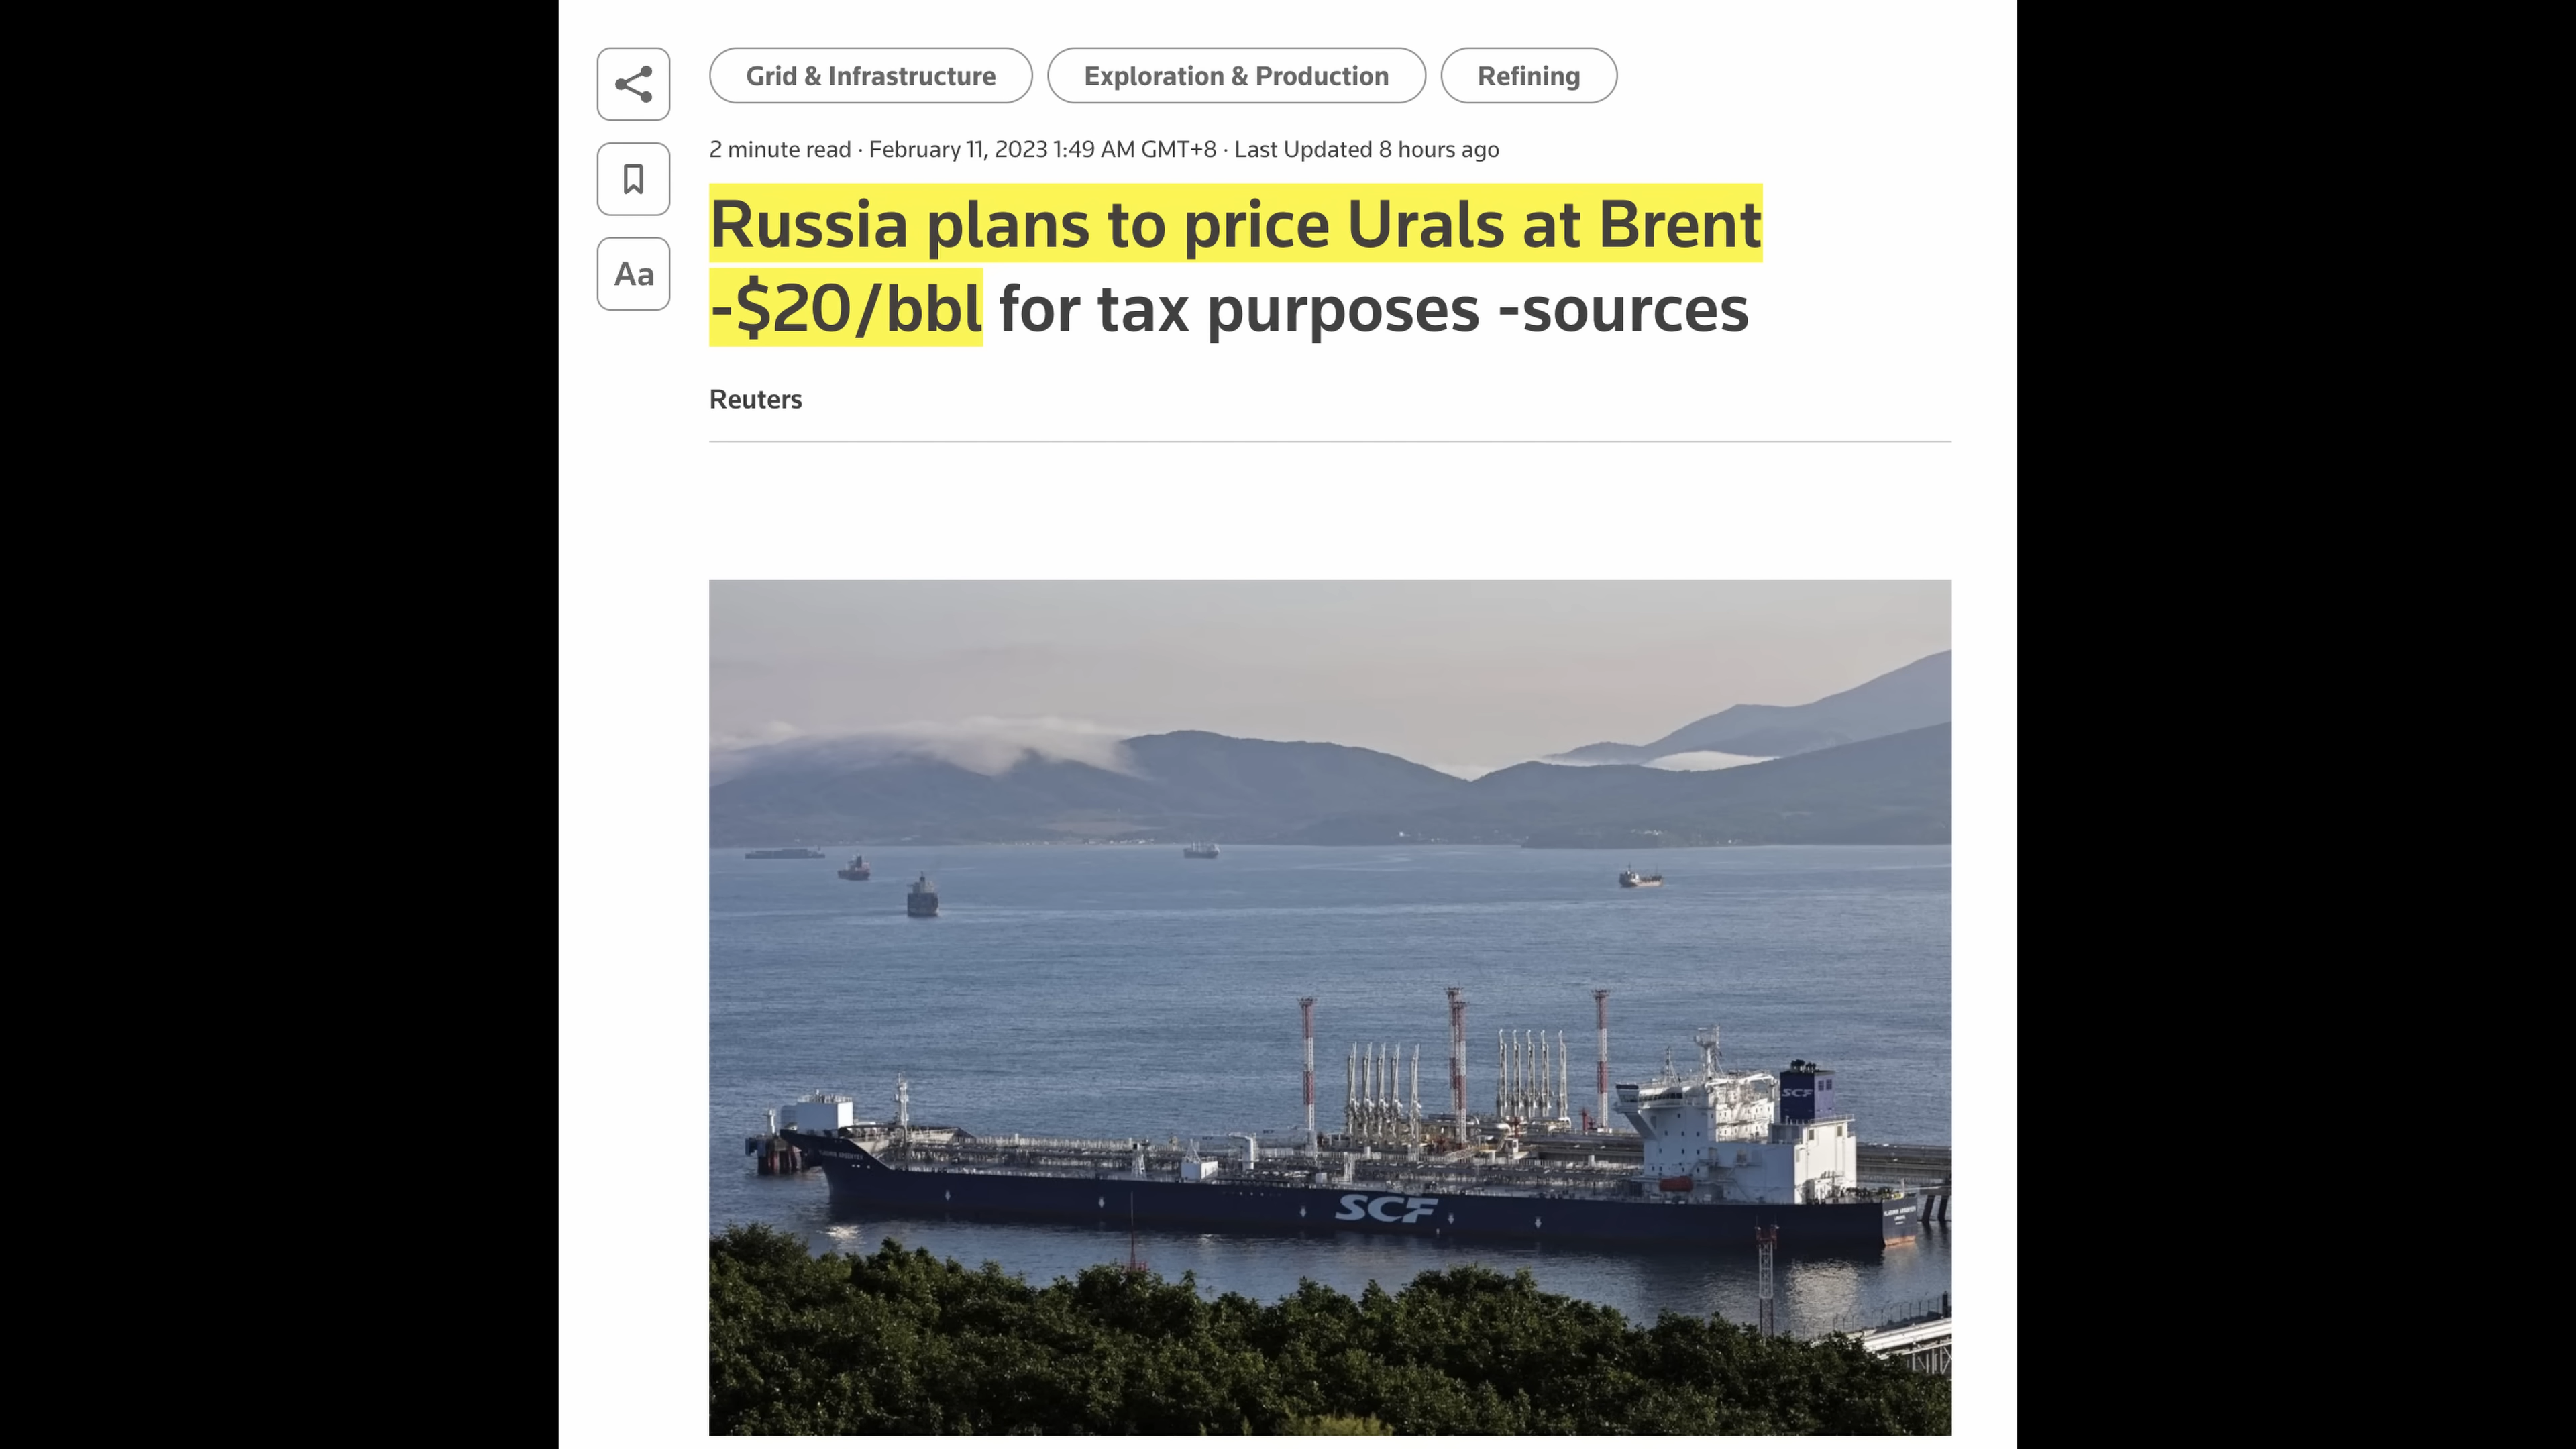 Grid & Infrastructure
Exploration & Production
Refining
2 minute read · February 11, 2023 1:49 AM GMT+8 · Last Updated 8 hours ago
Russia plans to price Urals at Brent
-$20/bbl for tax purposes -sources
Aa
Reuters
SCF
SCF